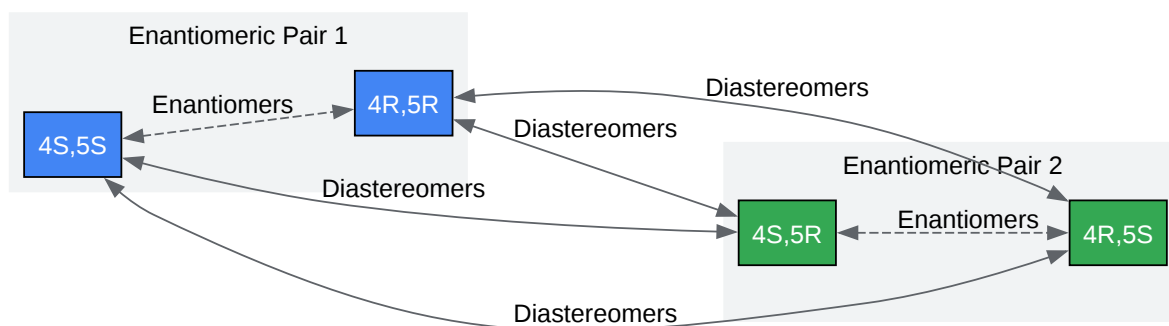 Enantiomeric Pair 1
Diastereomers
4R,5R
Enantiomers
Diastereomers
4S,5S
Enantiomeric Pair 2
Diastereomers
Enantiomers
4S,5R
4R,5S
Diastereomers